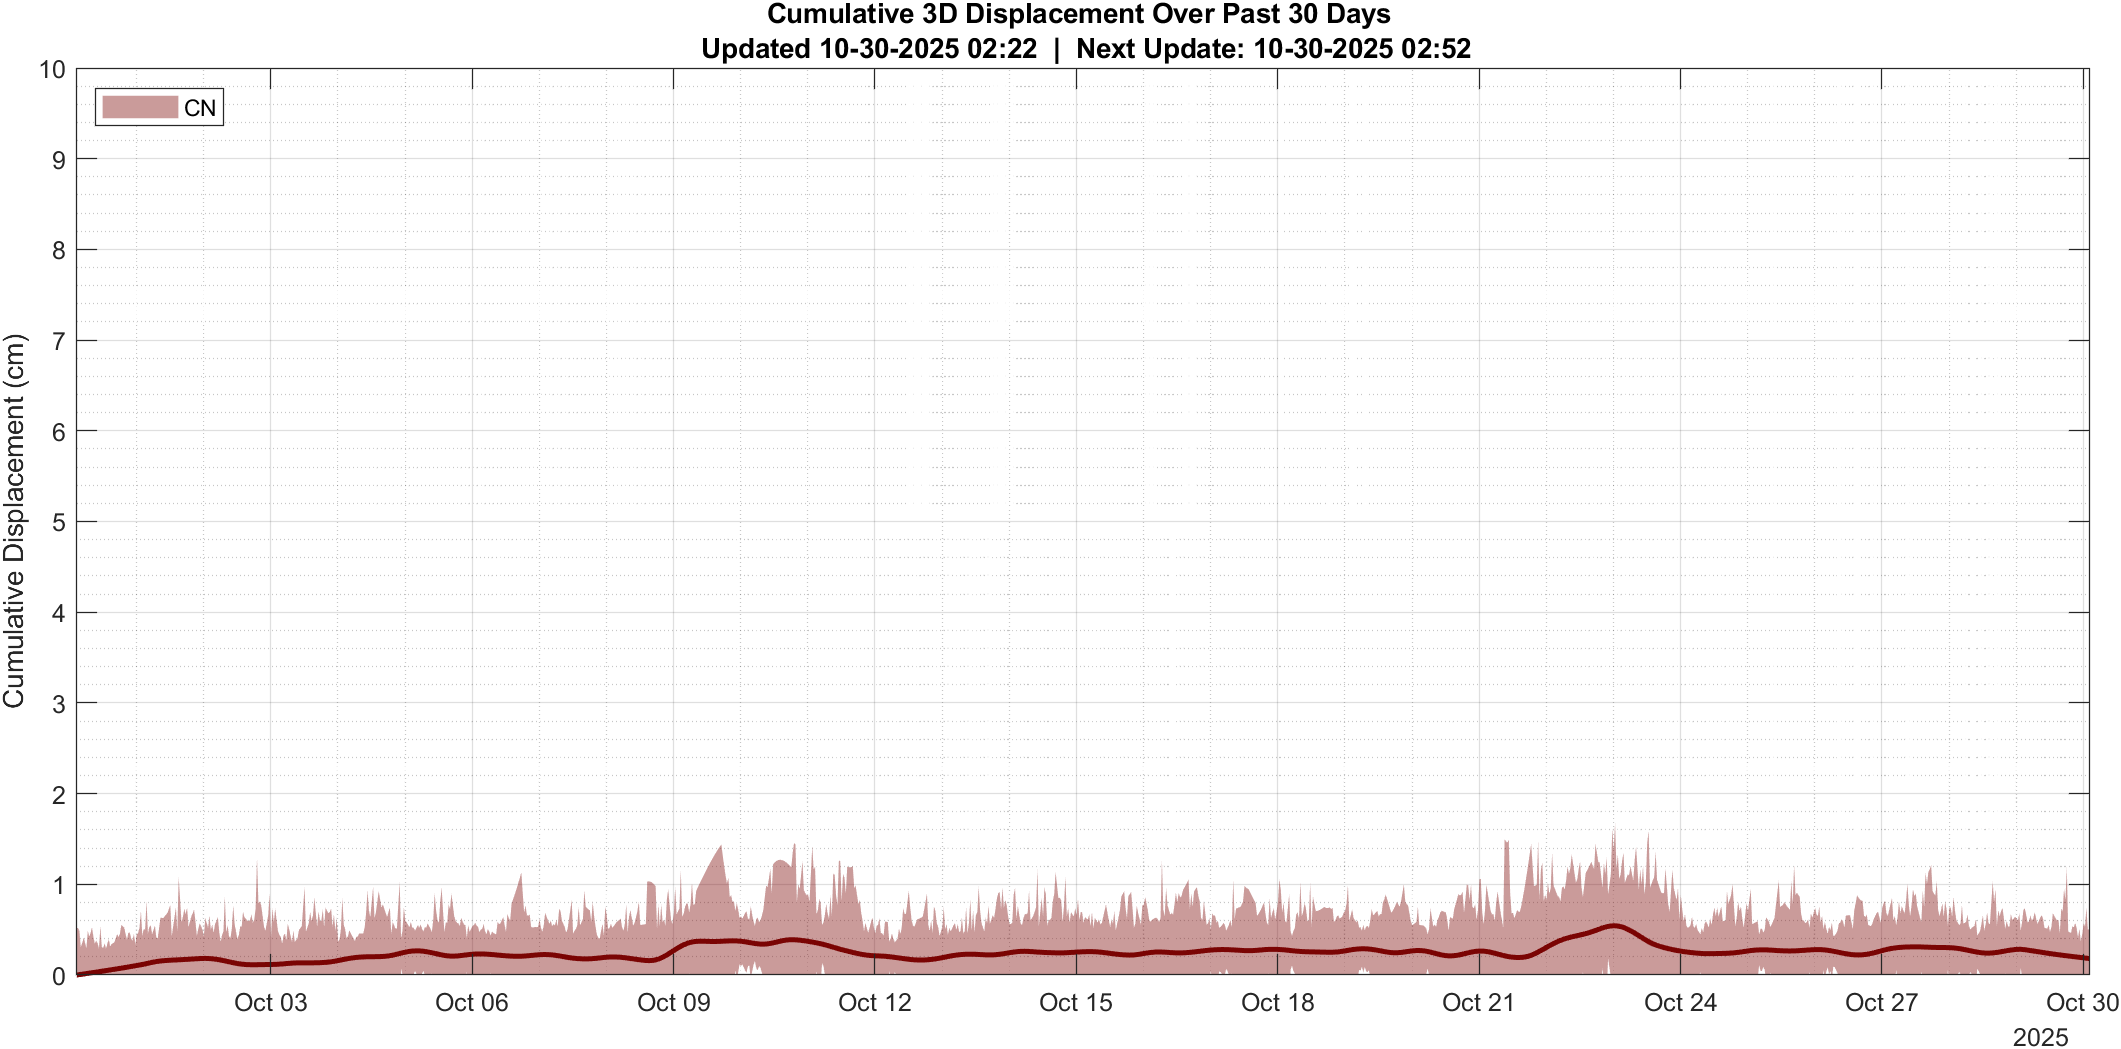 Cumulative 3D Displacement Over Past 30 Days
Updated 10-30-2025 02:22 | Next Update: 10-30-2025 02:52
CN
Cumulative Displacement (cm)
10
9
8
7
6
5
4
3
2
1
0
Oct 03 Oct 06 Oct 09 Oct 12 Oct 15 Oct 18 Oct 21 Oct 24 Oct 27 Oct 30
2025